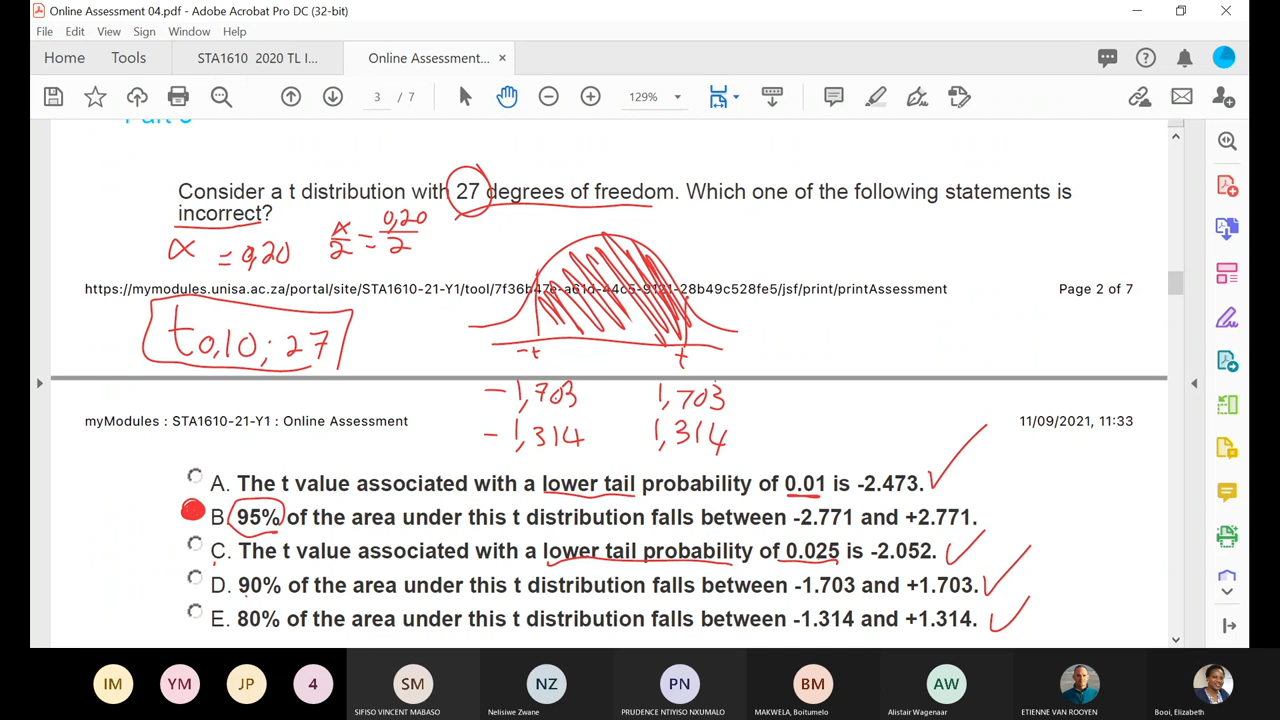 Online Assessment 04.pdf - Adobe Acrobat Pro DC (32-bit)
File Edit View Sign Window Help
Home Tools STA1610 2020 TL I... Online Assessment... ×
3 / 7 129%
Consider a t distribution with 27 degrees of freedom. Which one of the following statements is
incorrect?
α = 0,20 α/2 = 0,20/2
https://mymodules.unisa.ac.za/portal/site/STA1610-21-Y1/tool/7f36b47e-a61d-44c5-9121-28b49c528fe5/jsf/print/printAssessment Page 2 of 7
t0,10; 27
-t t
-1,703 1,703
myModules : STA1610-21-Y1 : Online Assessment 11/09/2021, 11:33
-1,314 1,314
A. The t value associated with a lower tail probability of 0.01 is -2.473.
B. 95% of the area under this t distribution falls between -2.771 and +2.771.
C. The t value associated with a lower tail probability of 0.025 is -2.052.
D. 90% of the area under this t distribution falls between -1.703 and +1.703.
E. 80% of the area under this t distribution falls between -1.314 and +1.314.
IM YM JP 4 SM NZ PN BM AW
SIFISO VINCENT MABASO Nelisiwe Zwane PRUDENCE NTIYISO NXUMALO MAKWELA, Boitumelo Alistair Wagenaar ETIENNE VAN ROOYEN Booi, Elizabeth